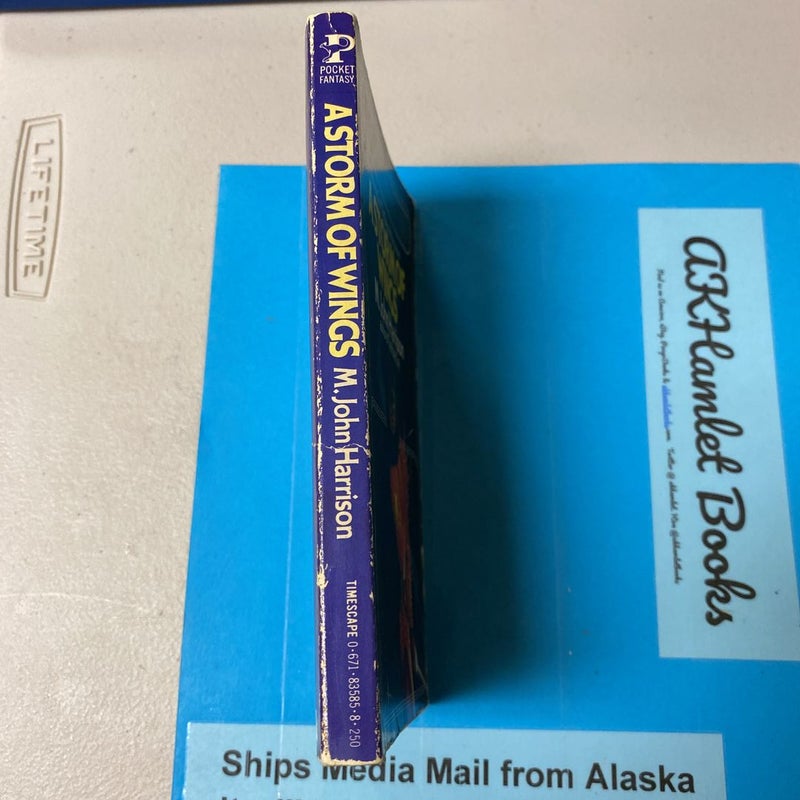 P
POCKET
FANTASY
A STORM OF WINGS
M. John Harrison
TIMESCAPE 0·671·83585·8·250
LIFETIME
AKHamlet Books
Ships Media Mail from Alaska